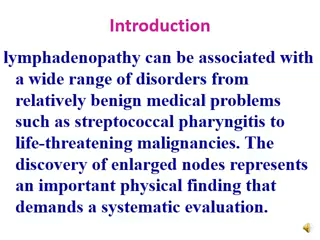 Introduction
lymphadenopathy can be associated with
a wide range of disorders from
relatively benign medical problems
such as streptococcal pharyngitis to
life-threatening malignancies. The
discovery of enlarged nodes represents
an important physical finding that
demands a systematic evaluation.